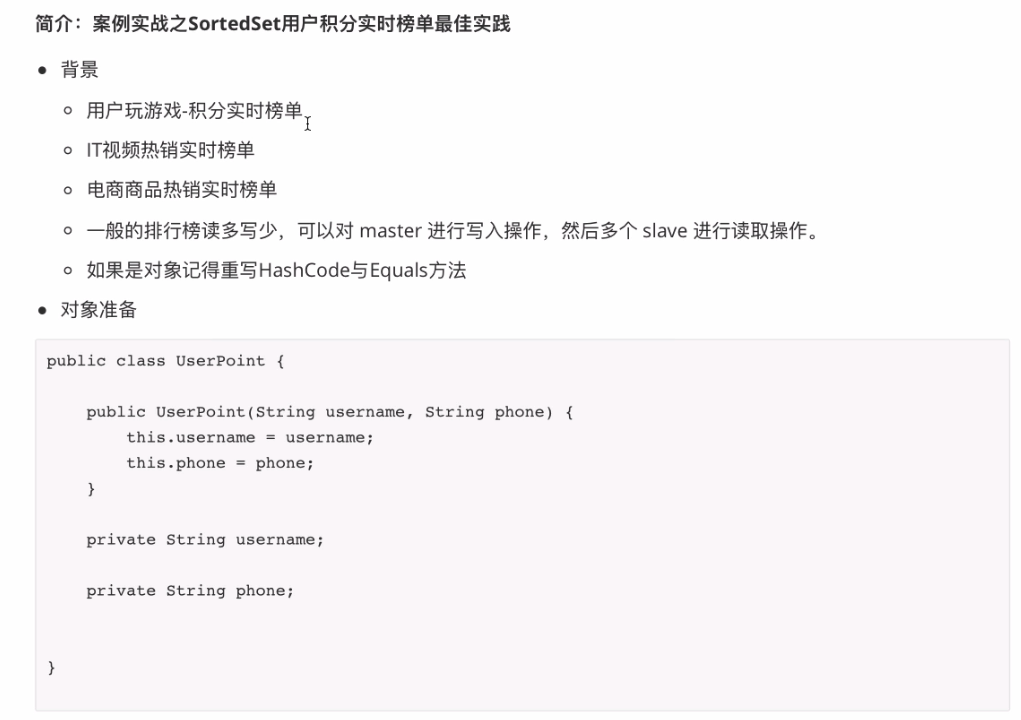 简介：案例实战之SortedSet用户积分实时榜单最佳实践
背景
用户玩游戏-积分实时榜单
IT视频热销实时榜单
电商商品热销实时榜单
一般的排行榜读多写少，可以对 master 进行写入操作，然后多个 slave 进行读取操作。
如果是对象记得重写HashCode与Equals方法
对象准备
public class UserPoint {
public UserPoint(String username, String phone) {
this.username = username;
this.phone = phone;
}
private String username;
private String phone;
}